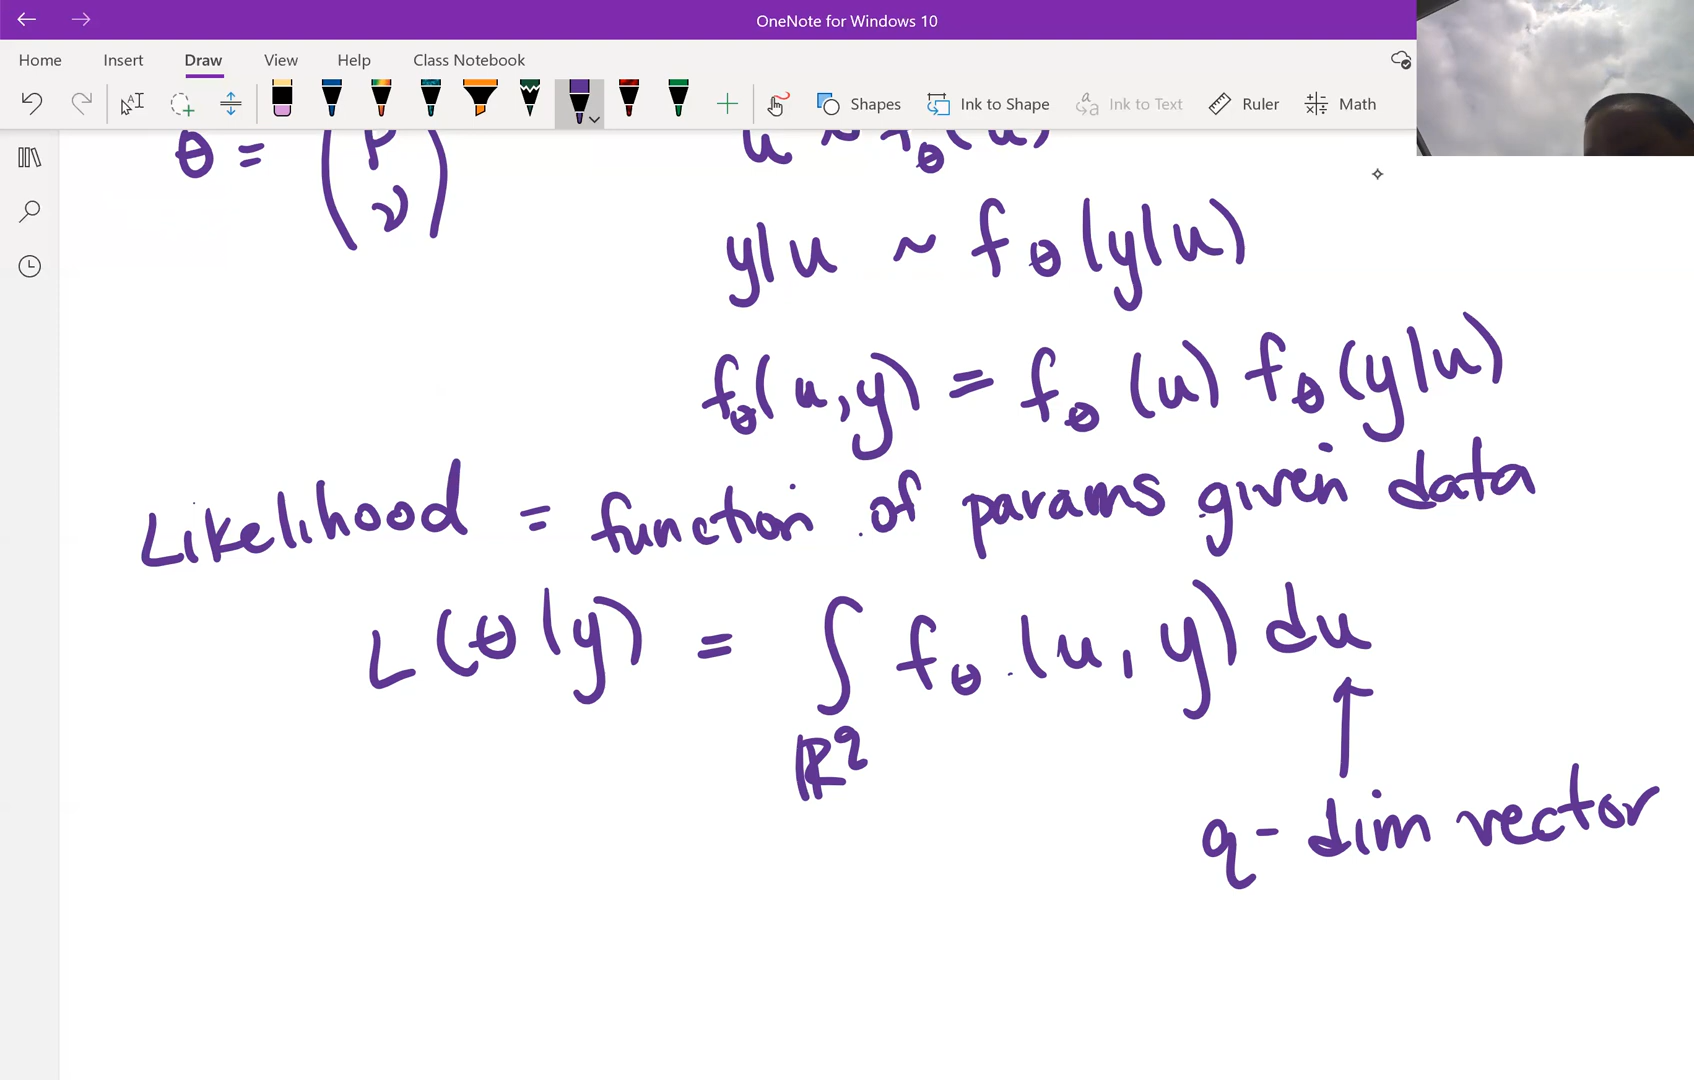 OneNote for Windows 10
Home Insert Draw View Help Class Notebook
Shapes Ink to Shape Ink to Text Ruler Math
θ =
ν
u ~ fθ(u)
y|u ~ fθ(y|u)
fθ(u,y) = fθ(u) fθ(y|u)
Likelihood = function of params given data
L(θ|y) = ∫ fθ(u,y) du
ℝ^q
q-dim vector